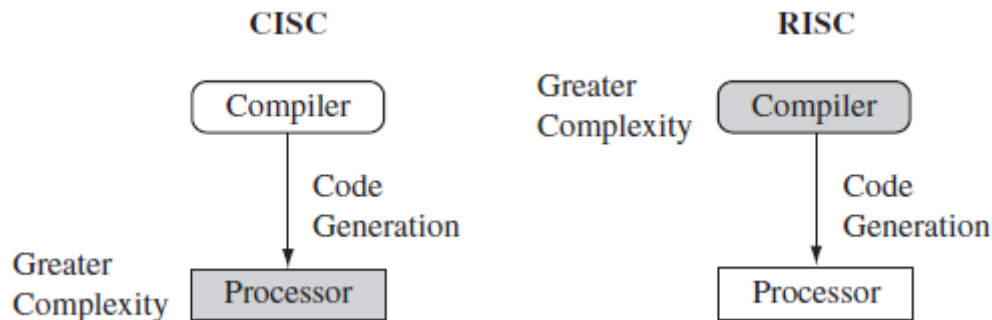 CISC
RISC
Compiler
Greater
Complexity
Compiler
Code
Generation
Code
Generation
Greater
Complexity
Processor
Processor